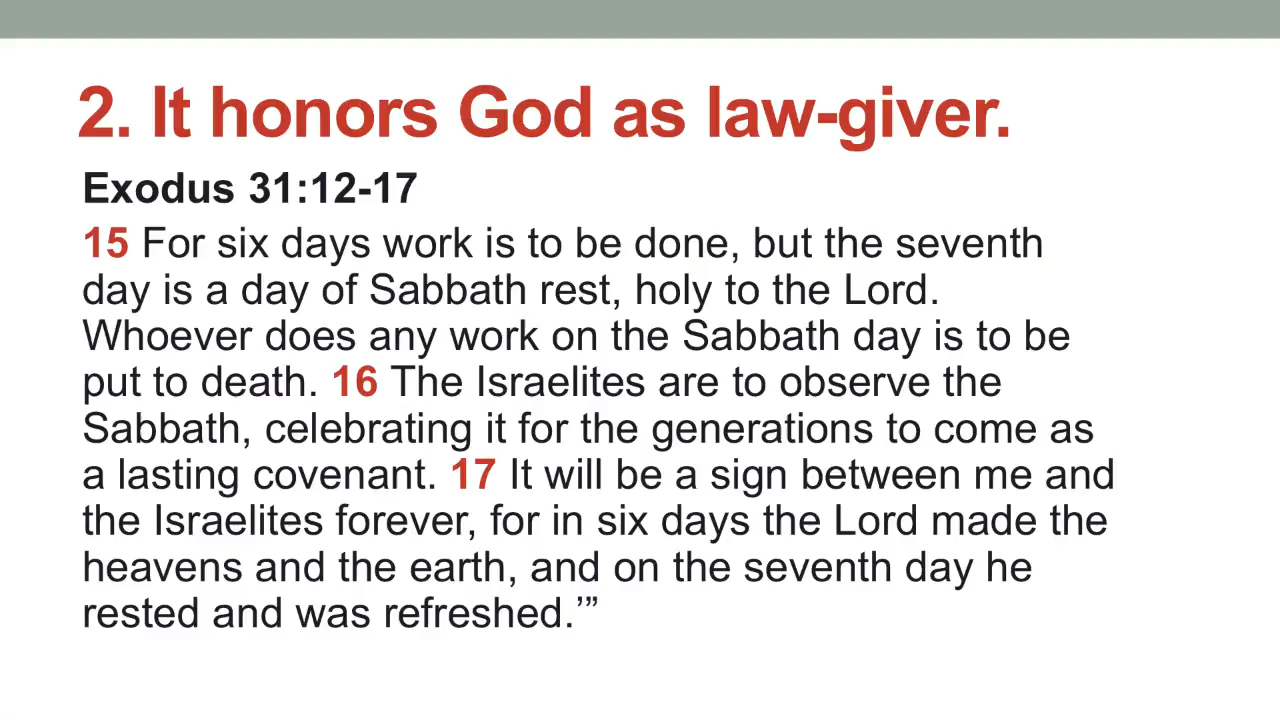 2. It honors God as law-giver.
Exodus 31:12-17
15 For six days work is to be done, but the seventh
day is a day of Sabbath rest, holy to the Lord.
Whoever does any work on the Sabbath day is to be
put to death. 16 The Israelites are to observe the
Sabbath, celebrating it for the generations to come as
a lasting covenant. 17 It will be a sign between me and
the Israelites forever, for in six days the Lord made the
heavens and the earth, and on the seventh day he
rested and was refreshed.’”